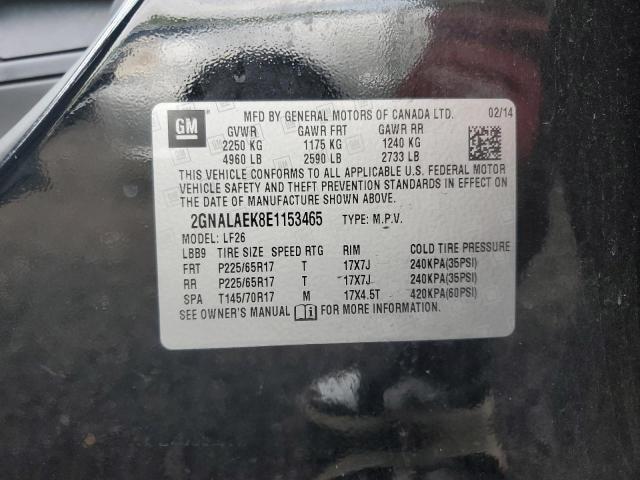 GM
MFD BY GENERAL MOTORS OF CANADA LTD. 02/14
GVWR GAWR FRT GAWR RR
2250 KG 1175 KG 1240 KG
4960 LB 2590 LB 2733 LB
THIS VEHICLE CONFORMS TO ALL APPLICABLE U.S. FEDERAL MOTOR
VEHICLE SAFETY AND THEFT PREVENTION STANDARDS IN EFFECT ON
THE DATE OF MANUFACTURE SHOWN ABOVE.
2GNALAEK8E1153465 TYPE: M.P.V.
MODEL: LF26
LBB9 TIRE SIZE SPEED RTG RIM COLD TIRE PRESSURE
FRT P225/65R17 T 17X7J 240KPA(35PSI)
RR P225/65R17 T 17X7J 240KPA(35PSI)
SPA T145/70R17 M 17X4.5T 420KPA(60PSI)
SEE OWNER'S MANUAL FOR MORE INFORMATION.